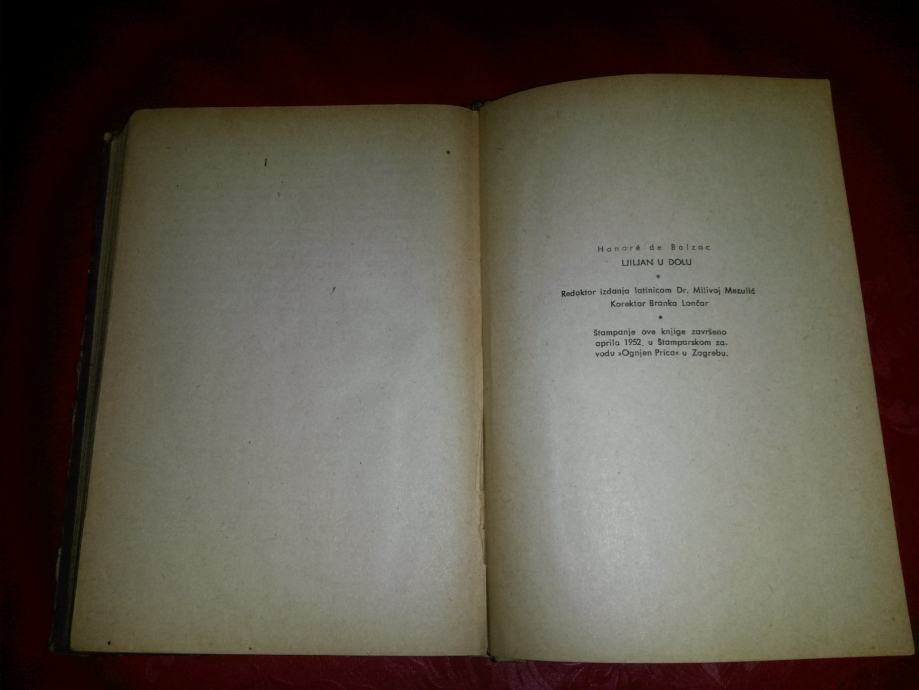 Honoré de Balzac
LJILJAN U DOLU
*
Redaktor izdanja latinicom Dr. Milivoj Mezulić
Korektor Branka Lončar
*
Štampanje ove knjige završeno
aprila 1952. u Štamparskom za-
vodu »Ognjen Prica« u Zagrebu.